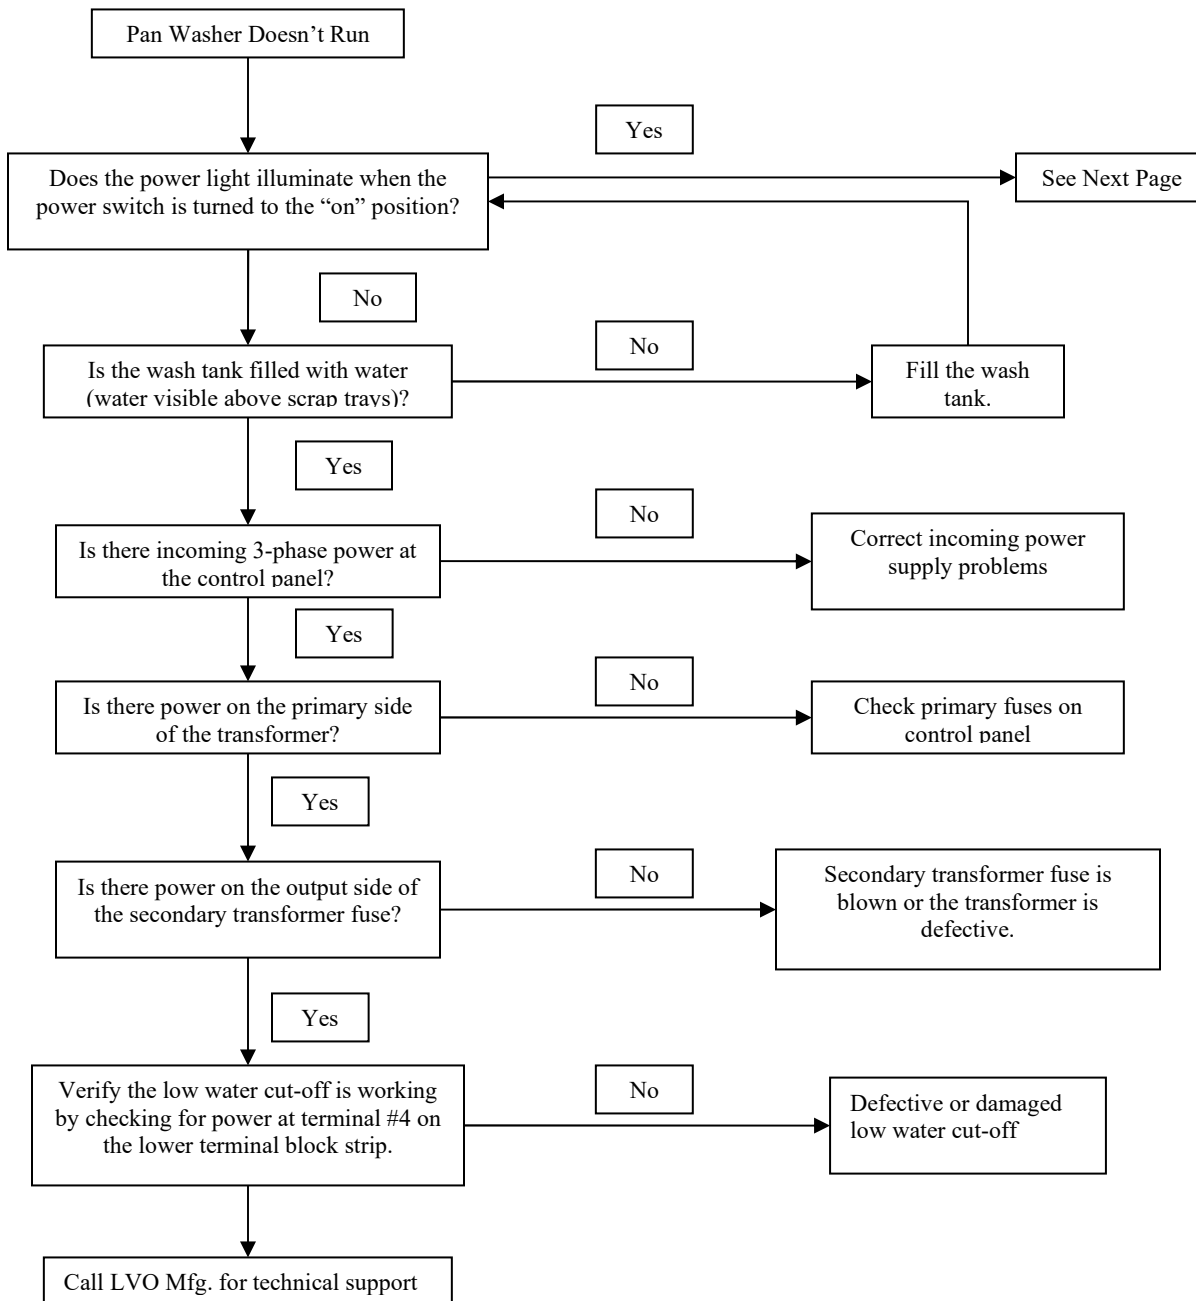 Pan Washer Doesn’t Run
Yes
Does the power light illuminate when the
power switch is turned to the “on” position?
See Next Page
No
No
Is the wash tank filled with water
(water visible above scrap trays)?
Fill the wash
tank.
Yes
No
Is there incoming 3-phase power at
the control panel?
Correct incoming power
supply problems
Yes
No
Is there power on the primary side
of the transformer?
Check primary fuses on
control panel
Yes
No
Is there power on the output side of
the secondary transformer fuse?
Secondary transformer fuse is
blown or the transformer is
defective.
Yes
No
Verify the low water cut-off is working
by checking for power at terminal #4 on
the lower terminal block strip.
Defective or damaged
low water cut-off
Call LVO Mfg. for technical support